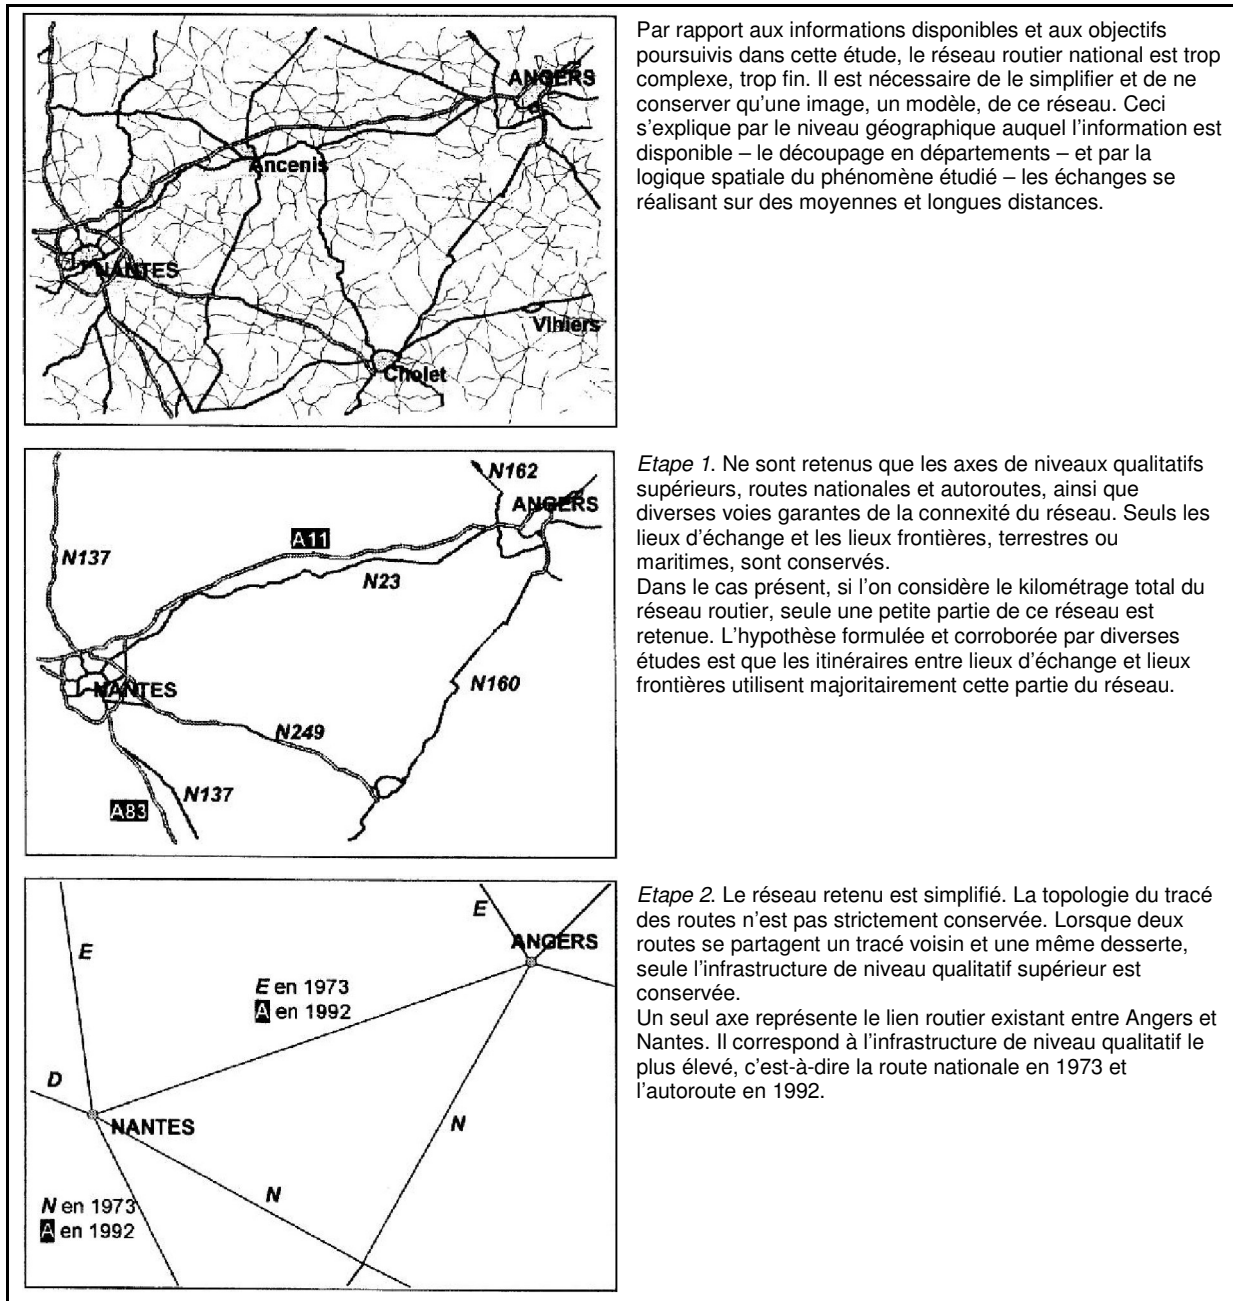 ANGERS
Ancenis
NANTES
Vihiers
Cholet
Par rapport aux informations disponibles et aux objectifs
poursuivis dans cette étude, le réseau routier national est trop
complexe, trop fin. Il est nécessaire de le simplifier et de ne
conserver qu’une image, un modèle, de ce réseau. Ceci
s’explique par le niveau géographique auquel l’information est
disponible – le découpage en départements – et par la
logique spatiale du phénomène étudié – les échanges se
réalisant sur des moyennes et longues distances.
N162
ANGERS
A11
N137
N23
NANTES
N160
N249
N137
A83
Etape 1. Ne sont retenus que les axes de niveaux qualitatifs
supérieurs, routes nationales et autoroutes, ainsi que
diverses voies garantes de la connexité du réseau. Seuls les
lieux d’échange et les lieux frontières, terrestres ou
maritimes, sont conservés.
Dans le cas présent, si l’on considère le kilométrage total du
réseau routier, seule une petite partie de ce réseau est
retenue. L’hypothèse formulée et corroborée par diverses
études est que les itinéraires entre lieux d’échange et lieux
frontières utilisent majoritairement cette partie du réseau.
E
ANGERS
E
E en 1973
A en 1992
D
NANTES
N
N
N en 1973
A en 1992
Etape 2. Le réseau retenu est simplifié. La topologie du tracé
des routes n’est pas strictement conservée. Lorsque deux
routes se partagent un tracé voisin et une même desserte,
seule l’infrastructure de niveau qualitatif supérieur est
conservée.
Un seul axe représente le lien routier existant entre Angers et
Nantes. Il correspond à l’infrastructure de niveau qualitatif le
plus élevé, c’est-à-dire la route nationale en 1973 et
l’autoroute en 1992.